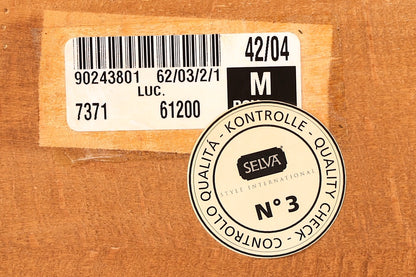 42/04
90243801 62/03/2/1
M
LUC.
7371 61200
KONTROLLE - QUALITY CHECK - CONTROLLO QUALITÀ -
SELVA
STYLE INTERNATIONAL
N° 3